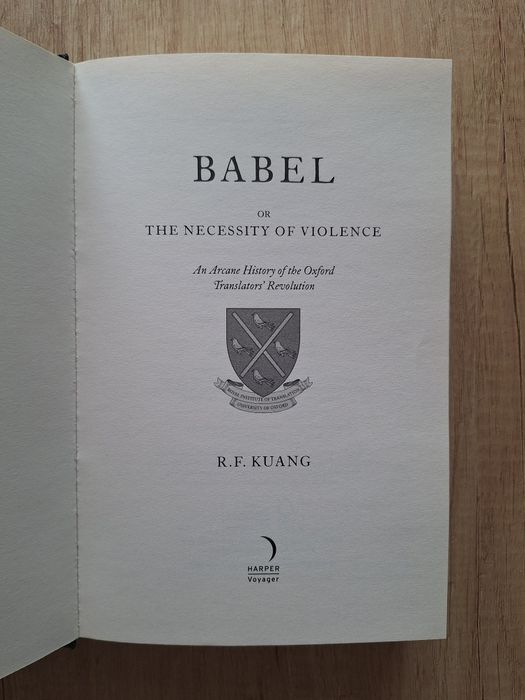 BABEL
OR
THE NECESSITY OF VIOLENCE
An Arcane History of the Oxford
Translators’ Revolution
ROYAL INSTITUTE OF TRANSLATION
UNIVERSITY OF OXFORD
R.F. KUANG
HARPER
Voyager